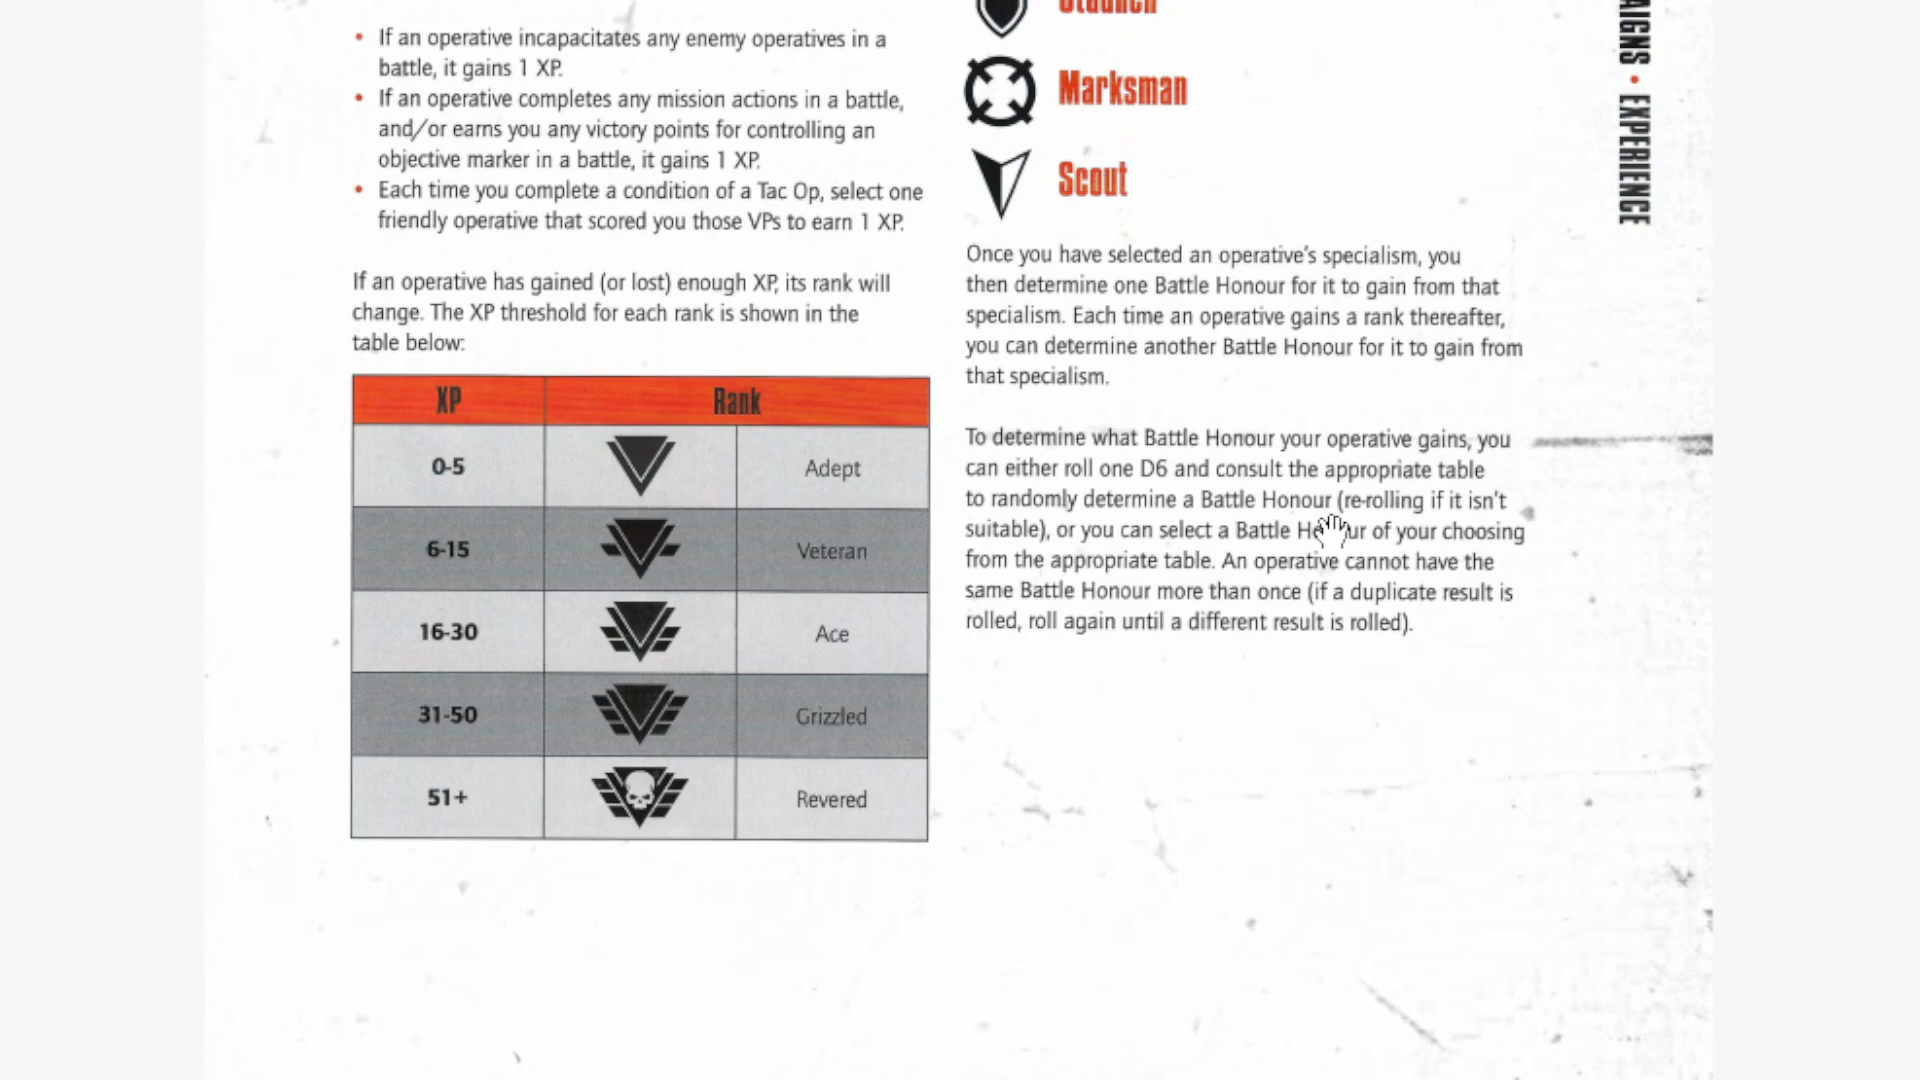 • If an operative incapacitates any enemy operatives in a
battle, it gains 1 XP.
• If an operative completes any mission actions in a battle,
and/or earns you any victory points for controlling an
objective marker in a battle, it gains 1 XP.
• Each time you complete a condition of a Tac Op, select one
friendly operative that scored you those VPs to earn 1 XP.
If an operative has gained (or lost) enough XP, its rank will
change. The XP threshold for each rank is shown in the
table below:
XP Rank
0-5 Adept
6-15 Veteran
16-30 Ace
31-50 Grizzled
51+ Revered
Staunch
Marksman
Scout
Once you have selected an operative's specialism, you
then determine one Battle Honour for it to gain from that
specialism. Each time an operative gains a rank thereafter,
you can determine another Battle Honour for it to gain from
that specialism.
To determine what Battle Honour your operative gains, you
can either roll one D6 and consult the appropriate table
to randomly determine a Battle Honour (re-rolling if it isn't
suitable), or you can select a Battle Honour of your choosing
from the appropriate table. An operative cannot have the
same Battle Honour more than once (if a duplicate result is
rolled, roll again until a different result is rolled).
• EXPERIENCE